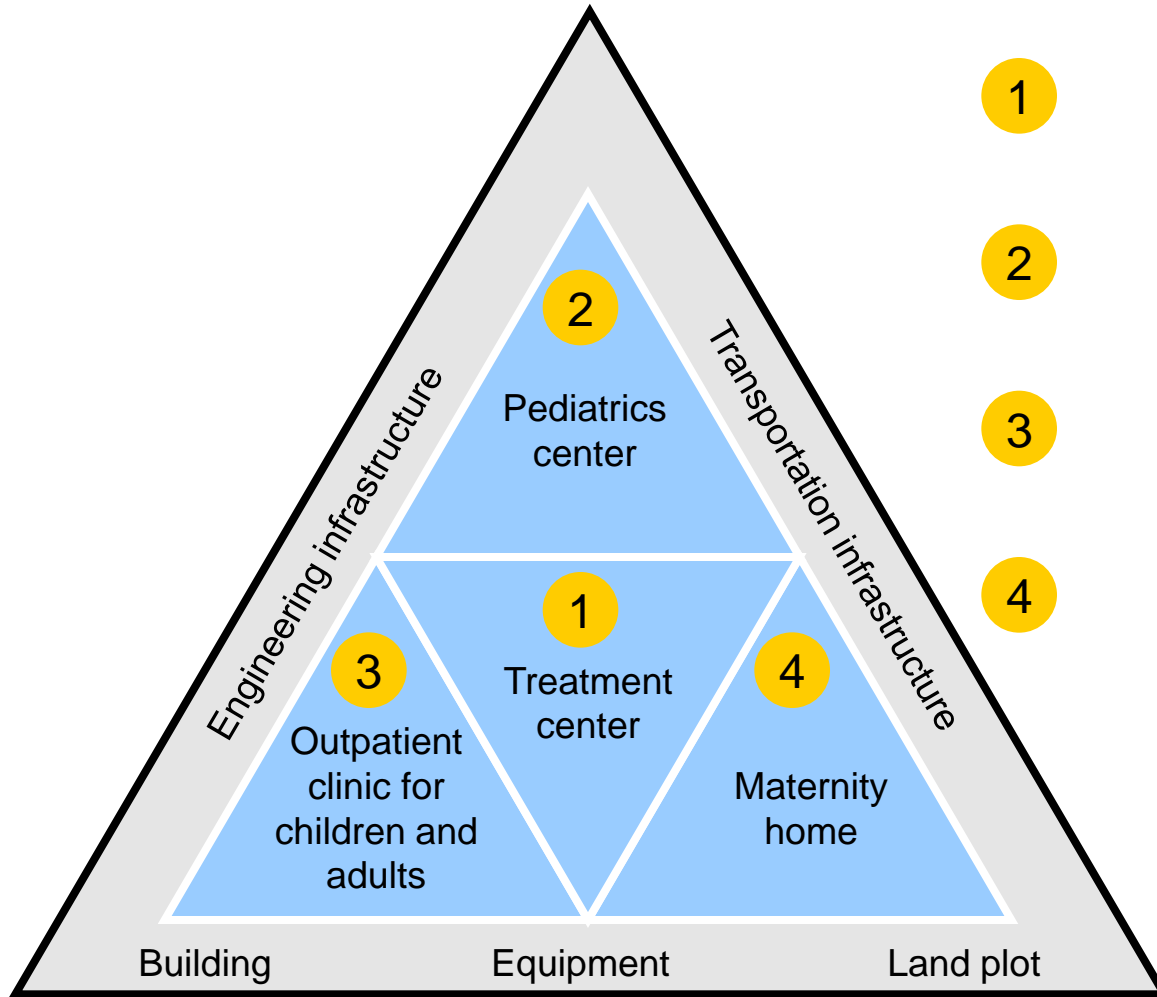 1
2
3
4
2
Pediatrics
center
Engineering infrastructure
Transportation infrastructure
1
Treatment
center
3
Outpatient
clinic for
children and
adults
4
Maternity
home
Building
Equipment
Land plot